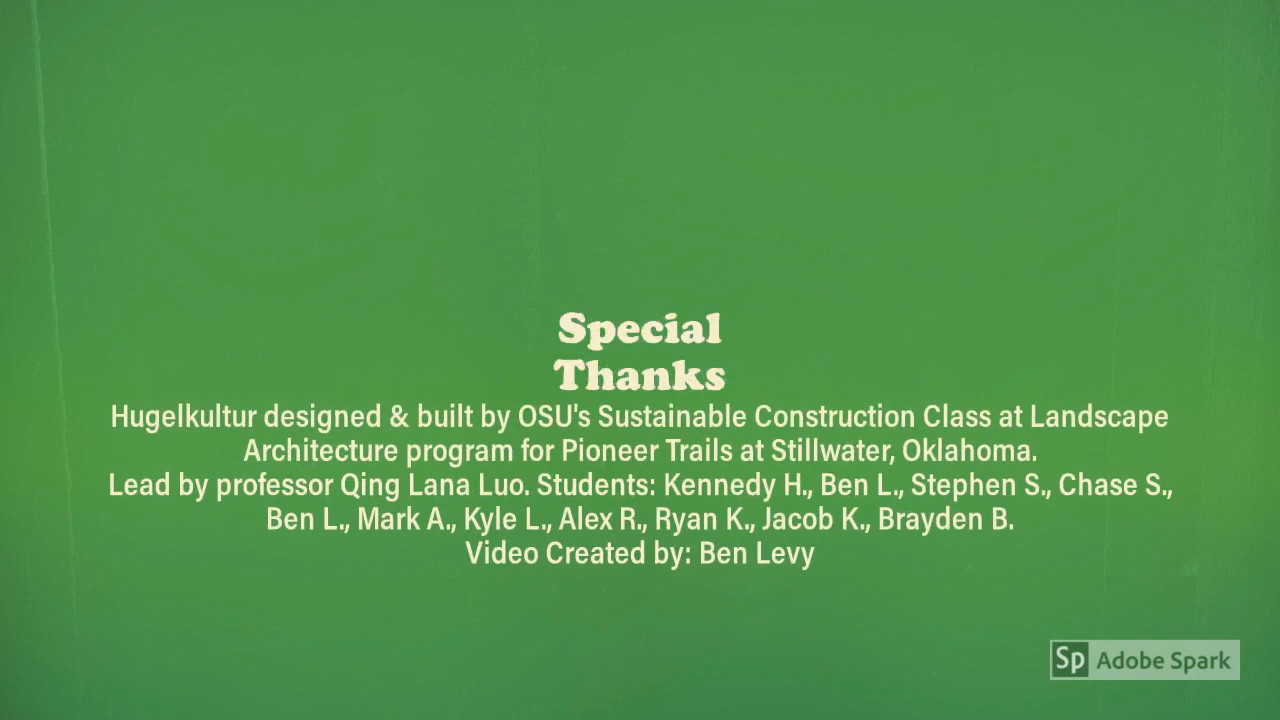 Special
Thanks
Hugelkultur designed & built by OSU's Sustainable Construction Class at Landscape
Architecture program for Pioneer Trails at Stillwater, Oklahoma.
Lead by professor Qing Lana Luo. Students: Kennedy H., Ben L., Stephen S., Chase S.,
Ben L., Mark A., Kyle L., Alex R., Ryan K., Jacob K., Brayden B.
Video Created by: Ben Levy
Sp Adobe Spark